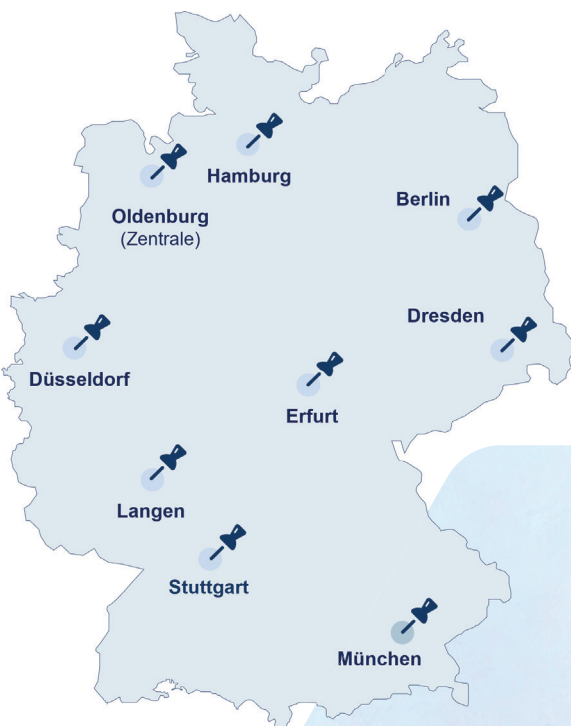 Hamburg
Oldenburg
(Zentrale)
Berlin
Dresden
Düsseldorf
Erfurt
Langen
Stuttgart
München